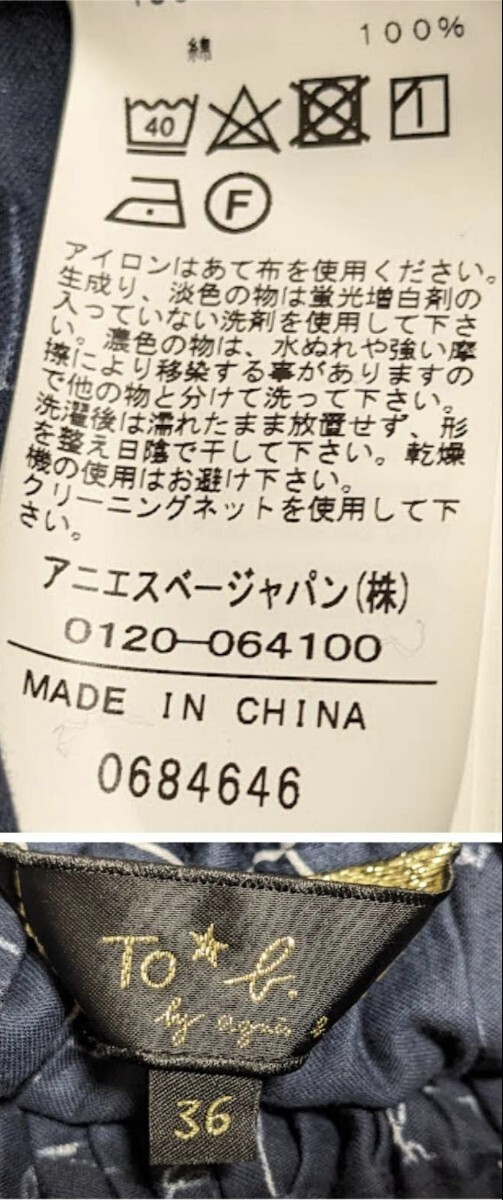 綿 100%
40
F
アイロンはあて布を使用ください。
生成り、淡色の物は蛍光増白剤の
入っていない洗剤を使用して下さ
い。濃色の物は、水ぬれや強い摩
擦により移染する事がありますの
で他の物と分けて洗って下さい。
洗濯後は濡れたまま放置せず、形
を整え日陰で干して下さい。乾燥
機の使用はお避け下さい。
クリーニングネットを使用して下
さい。
アニエスベージャパン(株)
0120-064100
MADE IN CHINA
0684646
To b.
by agnès b
36